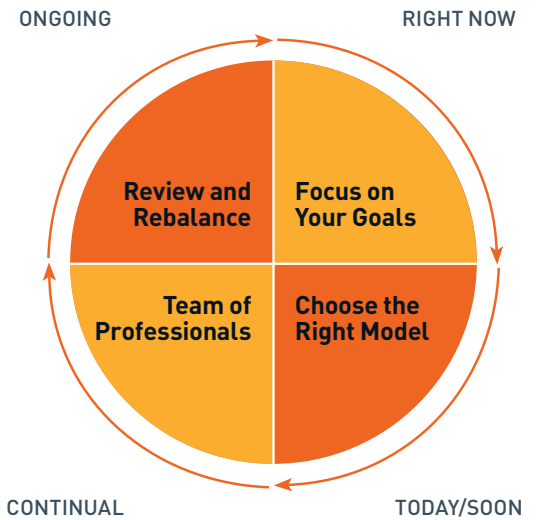 ONGOING
RIGHT NOW
Review and
Rebalance
Focus on
Your Goals
Team of
Professionals
Choose the
Right Model
CONTINUAL
TODAY/SOON